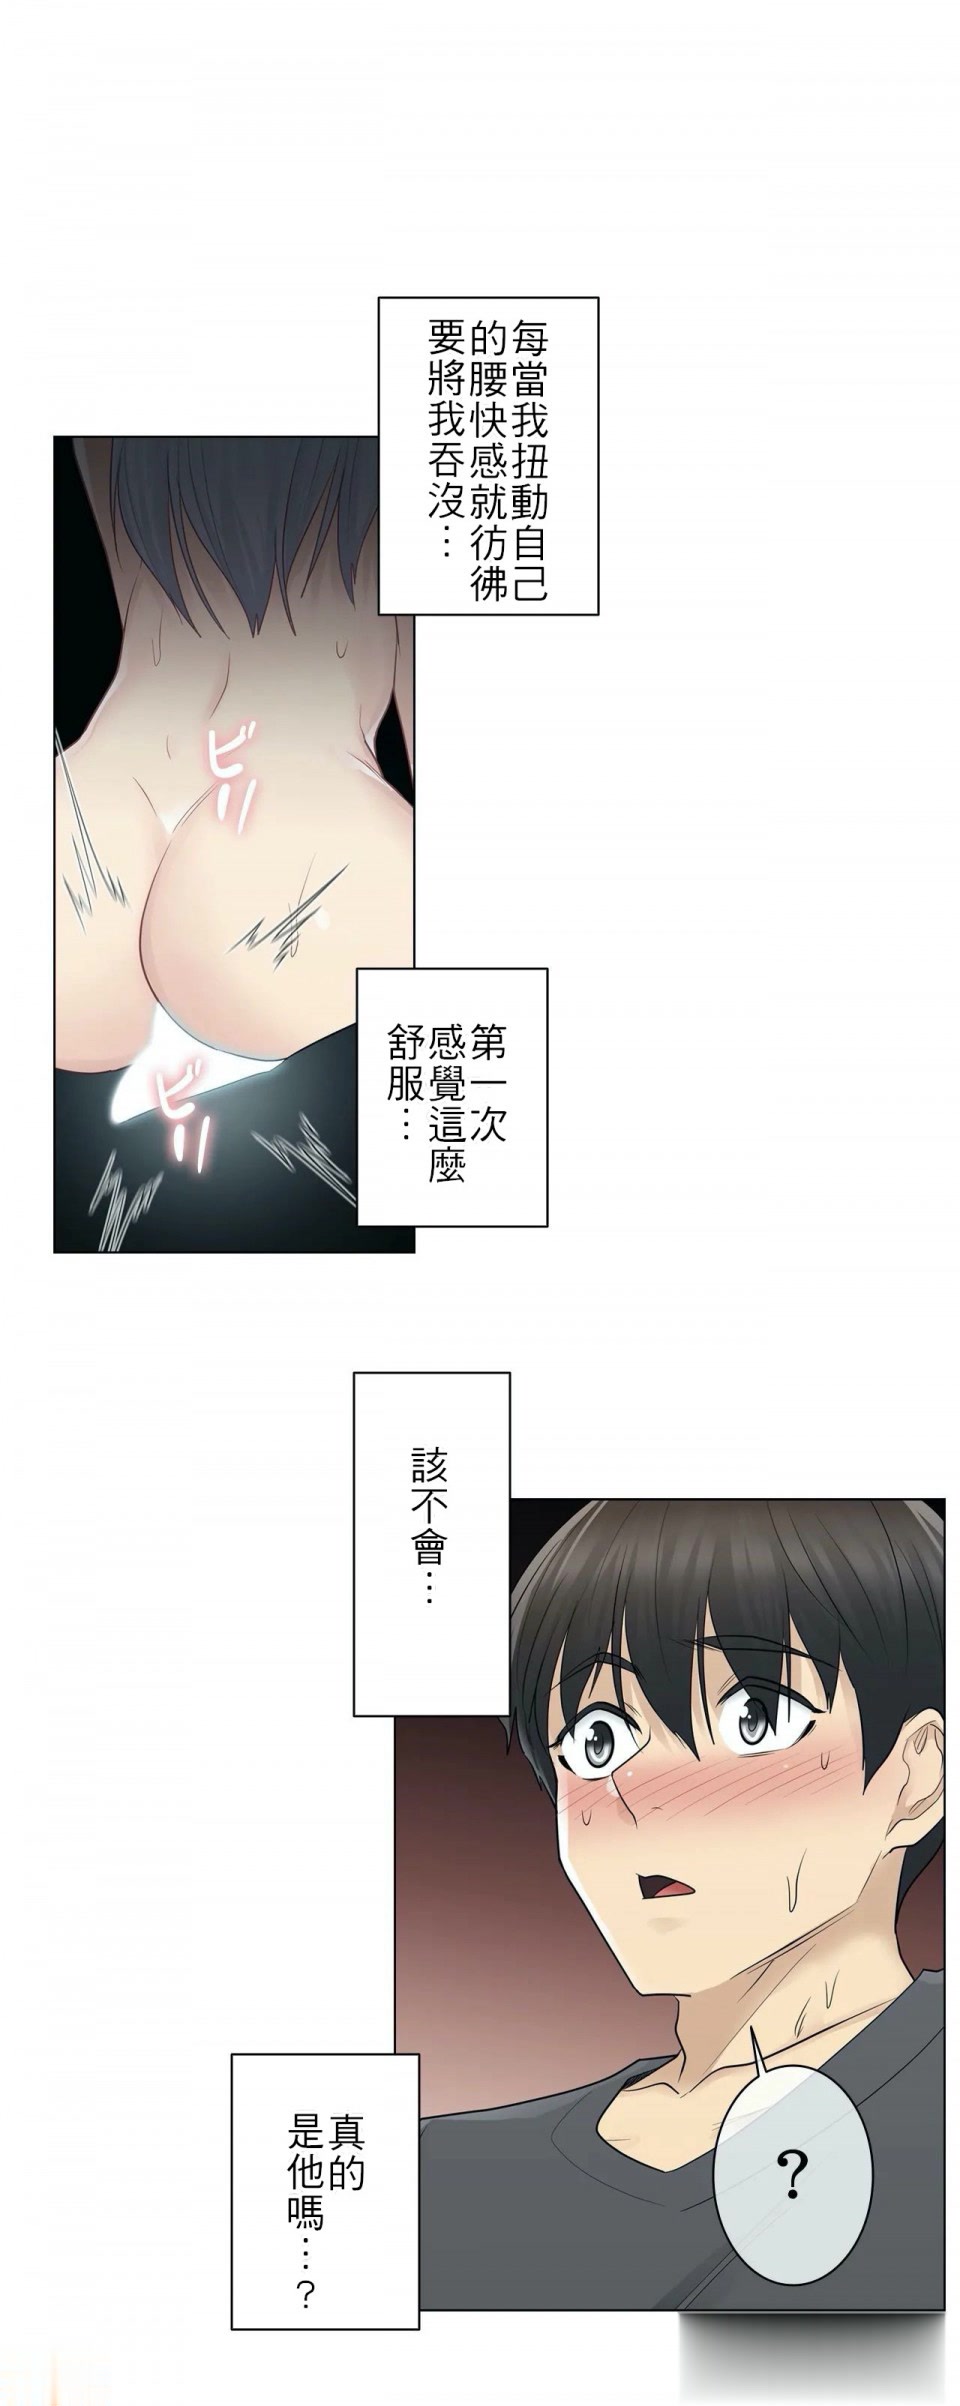 每當我扭動自己
的腰快感就彷彿
要將我吞沒…
ビ
ビ
第一次
感覺這麼
舒服…
該不會…
?
真的
是他嗎…?